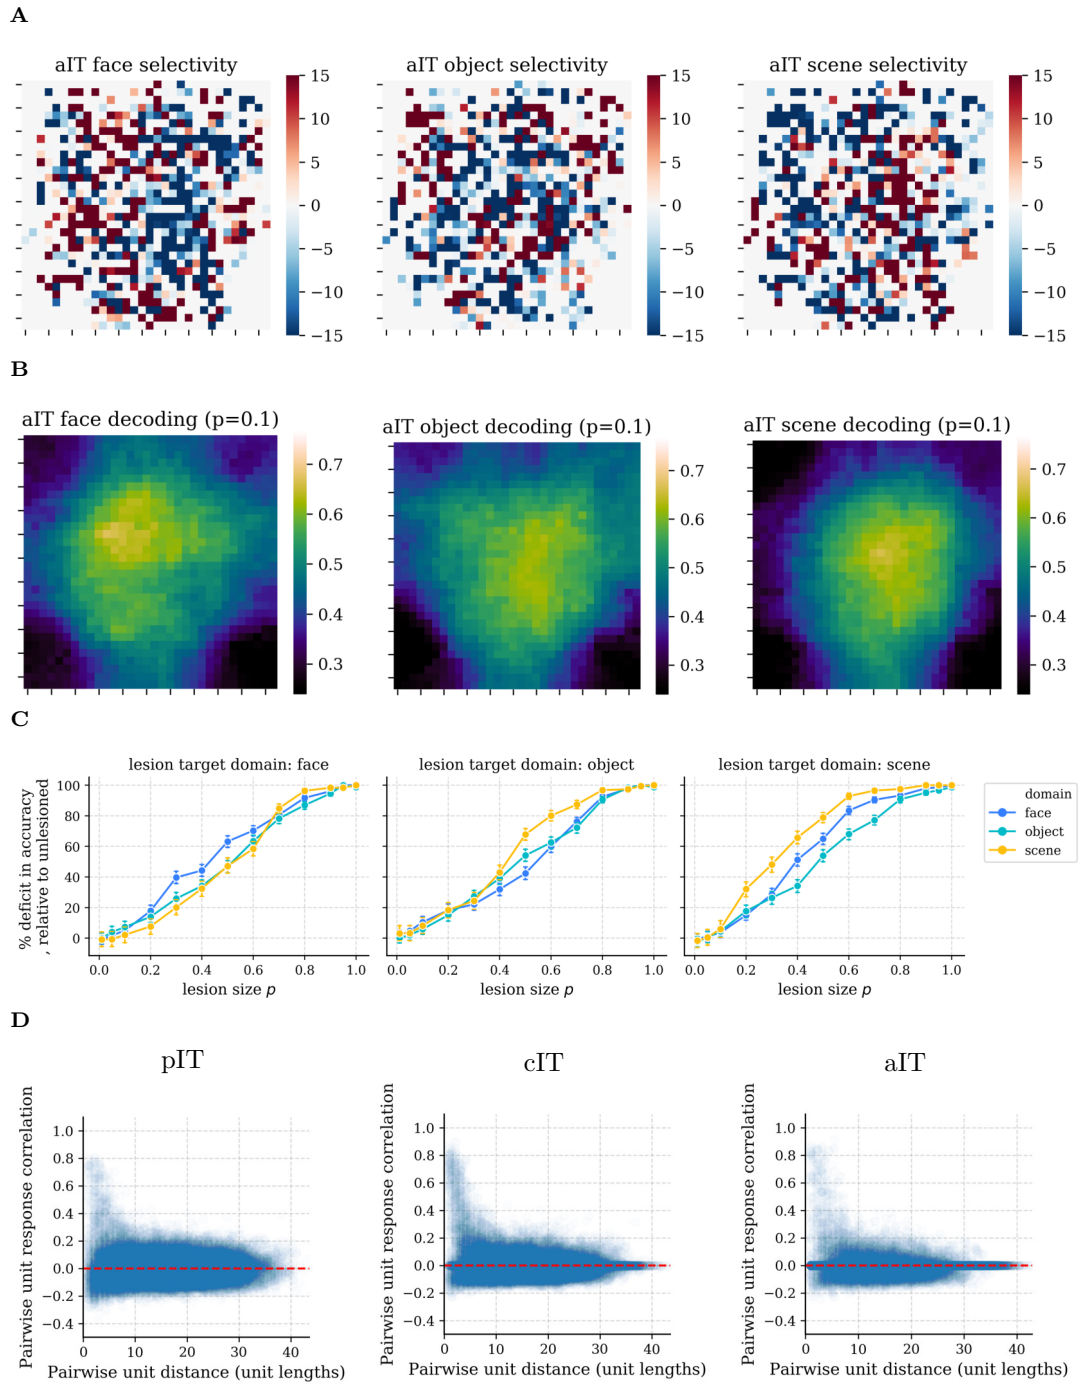 A
aIT face selectivity
aIT object selectivity
aIT scene selectivity
15
10
5
0
−5
−10
−15
15
10
5
0
−5
−10
−15
15
10
5
0
−5
−10
−15
B
aIT face decoding (p=0.1)
aIT object decoding (p=0.1)
aIT scene decoding (p=0.1)
0.7
0.6
0.5
0.4
0.3
0.7
0.6
0.5
0.4
0.3
0.7
0.6
0.5
0.4
0.3
C
lesion target domain: face
lesion target domain: object
lesion target domain: scene
% deficit in accuracy
, relative to unlesioned
100
80
60
40
20
0
0.0 0.2 0.4 0.6 0.8 1.0
0.0 0.2 0.4 0.6 0.8 1.0
0.0 0.2 0.4 0.6 0.8 1.0
lesion size p
lesion size p
lesion size p
domain
face
object
scene
D
pIT
cIT
aIT
Pairwise unit response correlation
1.0
0.8
0.6
0.4
0.2
0.0
−0.2
−0.4
0 10 20 30 40
Pairwise unit distance (unit lengths)
Pairwise unit response correlation
1.0
0.8
0.6
0.4
0.2
0.0
−0.2
−0.4
0 10 20 30 40
Pairwise unit distance (unit lengths)
Pairwise unit response correlation
1.0
0.8
0.6
0.4
0.2
0.0
−0.2
−0.4
0 10 20 30 40
Pairwise unit distance (unit lengths)